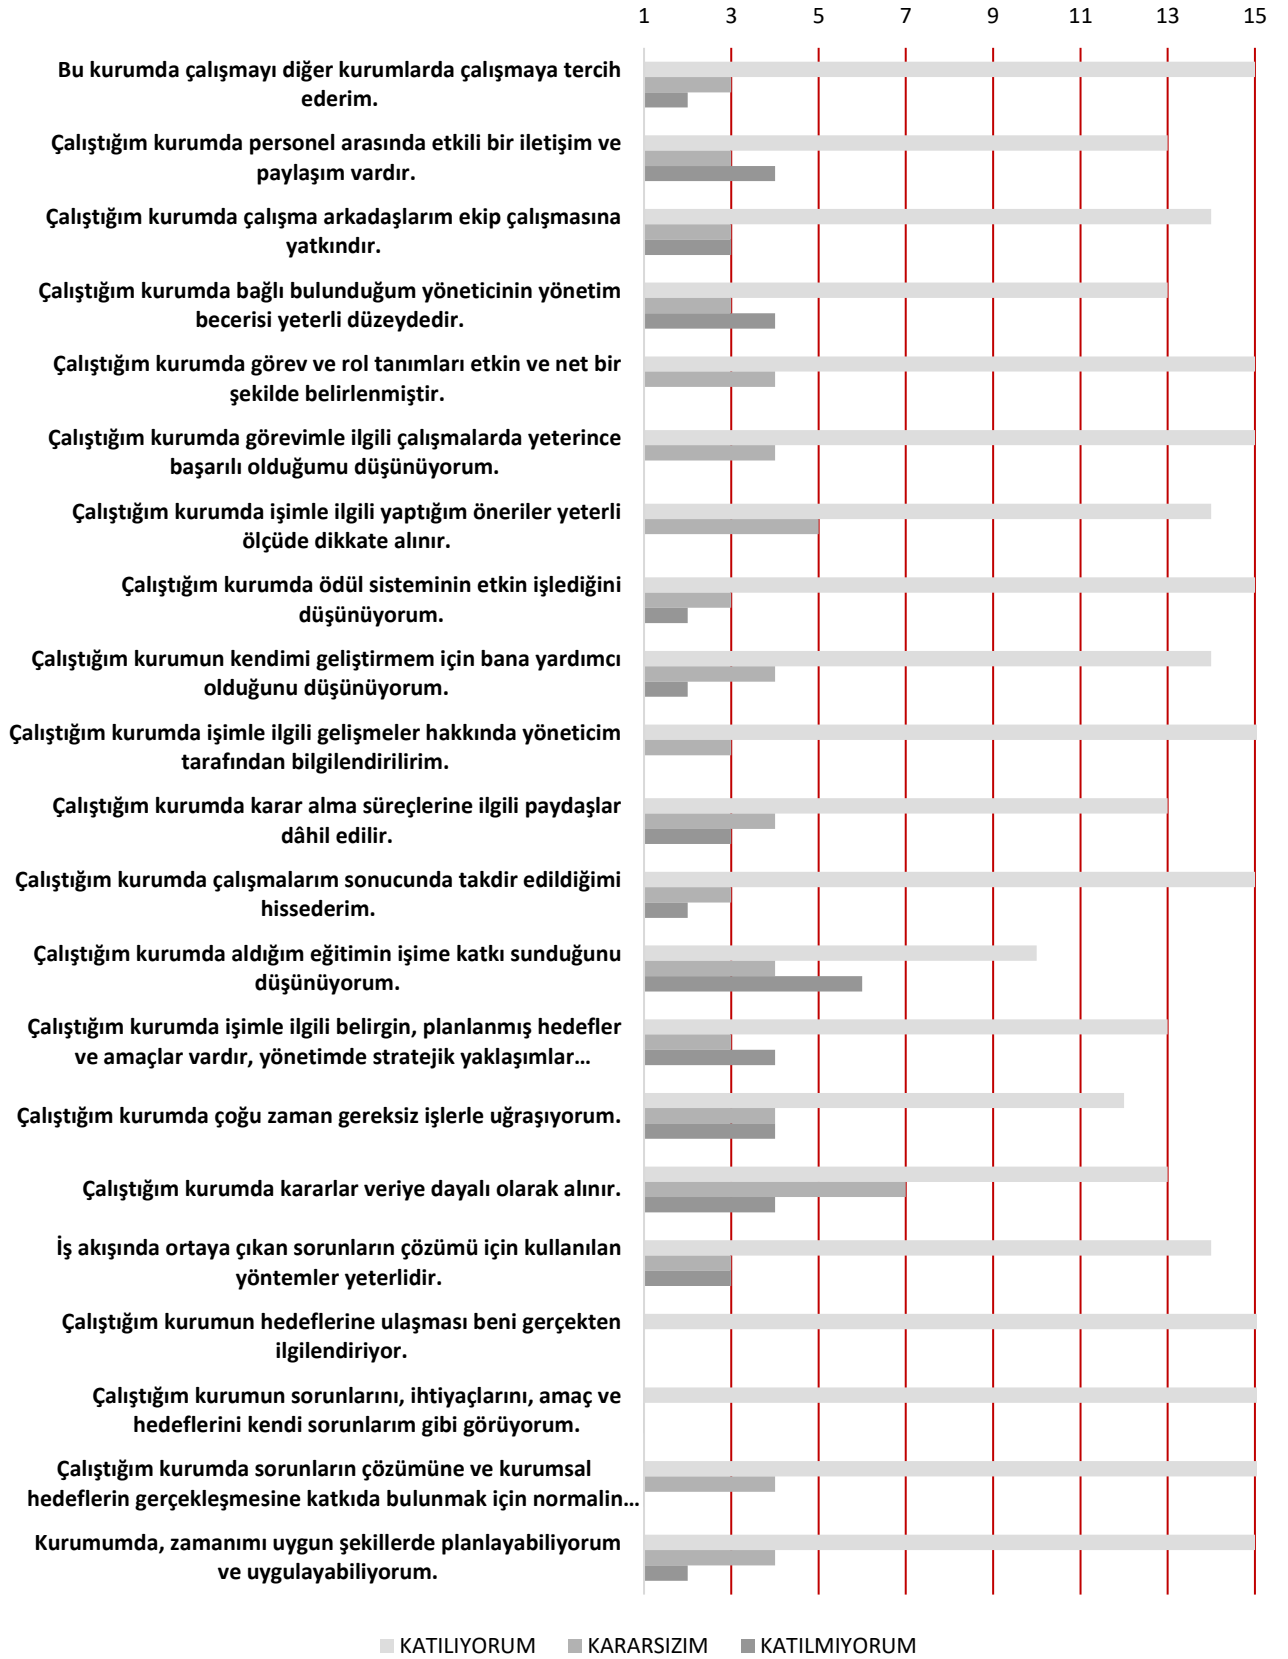 1 3 5 7 9 11 13 15
Bu kurumda çalışmayı diğer kurumlarda çalışmaya tercih
ederim.
Çalıştığım kurumda personel arasında etkili bir iletişim ve
paylaşım vardır.
Çalıştığım kurumda çalışma arkadaşlarım ekip çalışmasına
yatkındır.
Çalıştığım kurumda bağlı bulunduğum yöneticinin yönetim
becerisi yeterli düzeydedir.
Çalıştığım kurumda görev ve rol tanımları etkin ve net bir
şekilde belirlenmiştir.
Çalıştığım kurumda görevimle ilgili çalışmalarda yeterince
başarılı olduğumu düşünüyorum.
Çalıştığım kurumda işimle ilgili yaptığım öneriler yeterli
ölçüde dikkate alınır.
Çalıştığım kurumda ödül sisteminin etkin işlediğini
düşünüyorum.
Çalıştığım kurumun kendimi geliştirmem için bana yardımcı
olduğunu düşünüyorum.
Çalıştığım kurumda işimle ilgili gelişmeler hakkında yöneticim
tarafından bilgilendirilirim.
Çalıştığım kurumda karar alma süreçlerine ilgili paydaşlar
dâhil edilir.
Çalıştığım kurumda çalışmalarım sonucunda takdir edildiğimi
hissederim.
Çalıştığım kurumda aldığım eğitimin işime katkı sunduğunu
düşünüyorum.
Çalıştığım kurumda işimle ilgili belirgin, planlanmış hedefler
ve amaçlar vardır, yönetimde stratejik yaklaşımlar…
Çalıştığım kurumda çoğu zaman gereksiz işlerle uğraşıyorum.
Çalıştığım kurumda kararlar veriye dayalı olarak alınır.
İş akışında ortaya çıkan sorunların çözümü için kullanılan
yöntemler yeterlidir.
Çalıştığım kurumun hedeflerine ulaşması beni gerçekten
ilgilendiriyor.
Çalıştığım kurumun sorunlarını, ihtiyaçlarını, amaç ve
hedeflerini kendi sorunlarım gibi görüyorum.
Çalıştığım kurumda sorunların çözümüne ve kurumsal
hedeflerin gerçekleşmesine katkıda bulunmak için normalin…
Kurumumda, zamanımı uygun şekillerde planlayabiliyorum
ve uygulayabiliyorum.
KATILIYORUM KARARSIZIM KATILMIYORUM